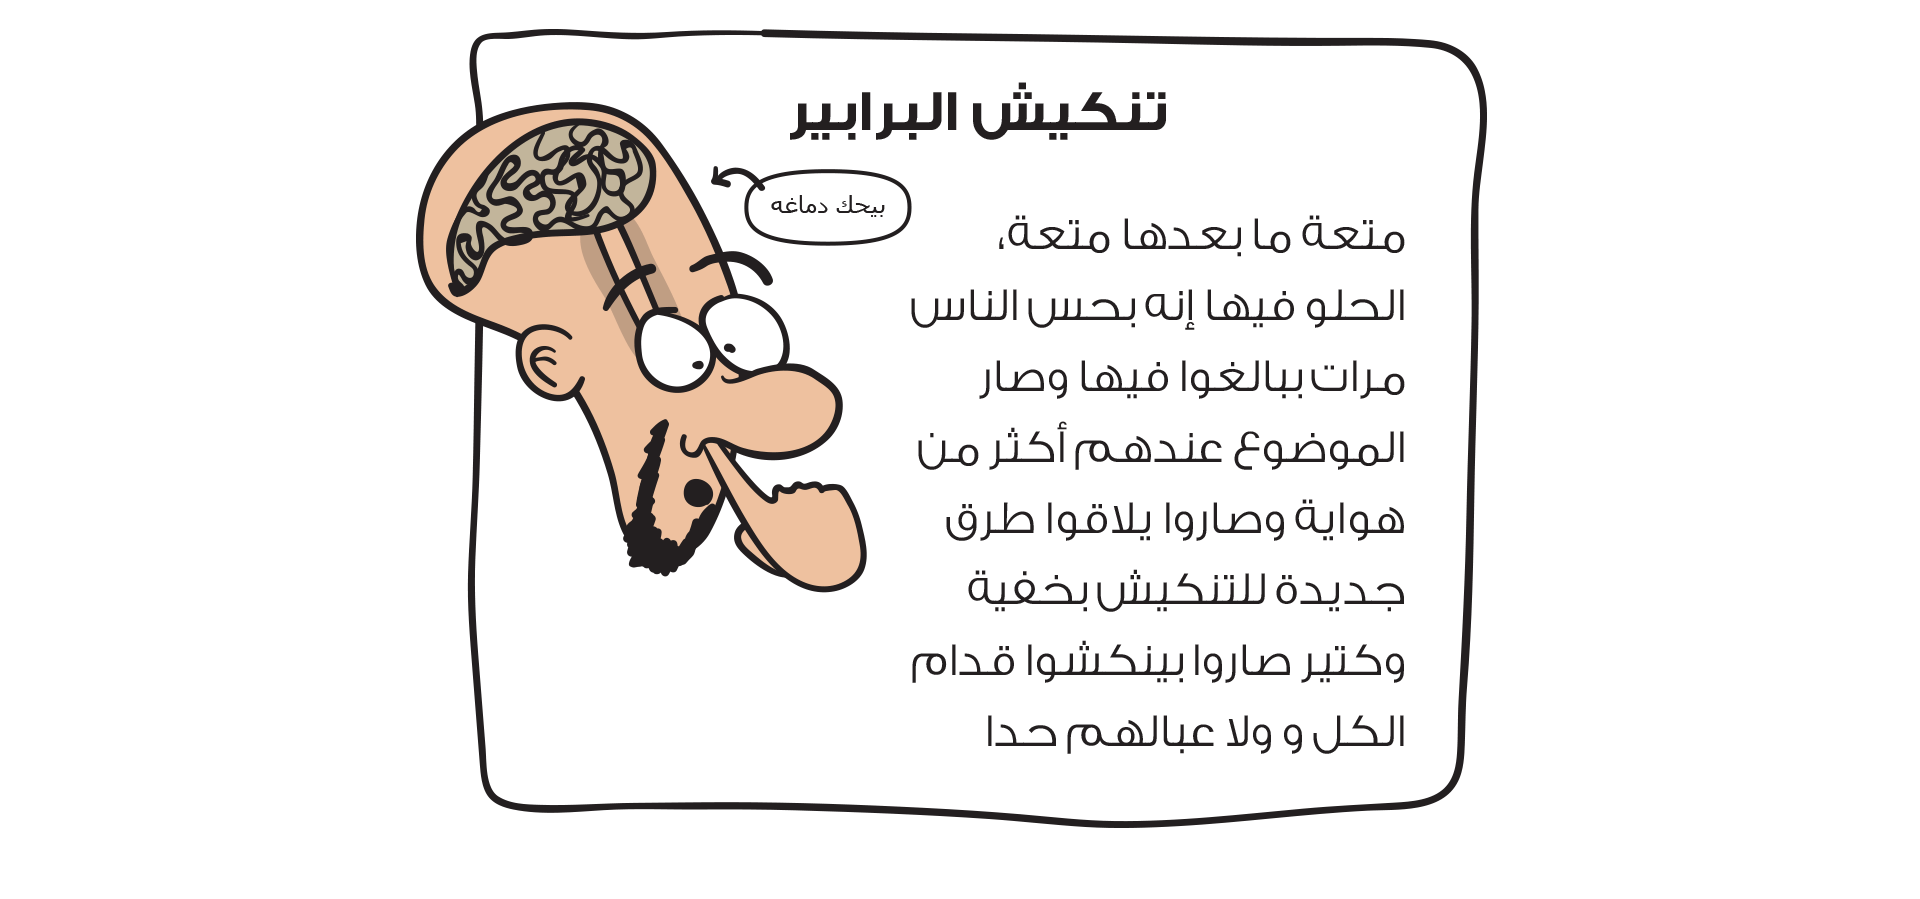 تنكيش البرابير
بيحك دماغه
متعة ما بعدها متعة،
الحلو فيها إنه بحس الناس
مرات ببالغوا فيها وصار
الموضوع عندهم أكثر من
هواية وصاروا يلاقوا طرق
جديدة للتنكيش بخفية
وكتير صاروا بينكشوا قدام
الكل و ولا عبالهم حدا